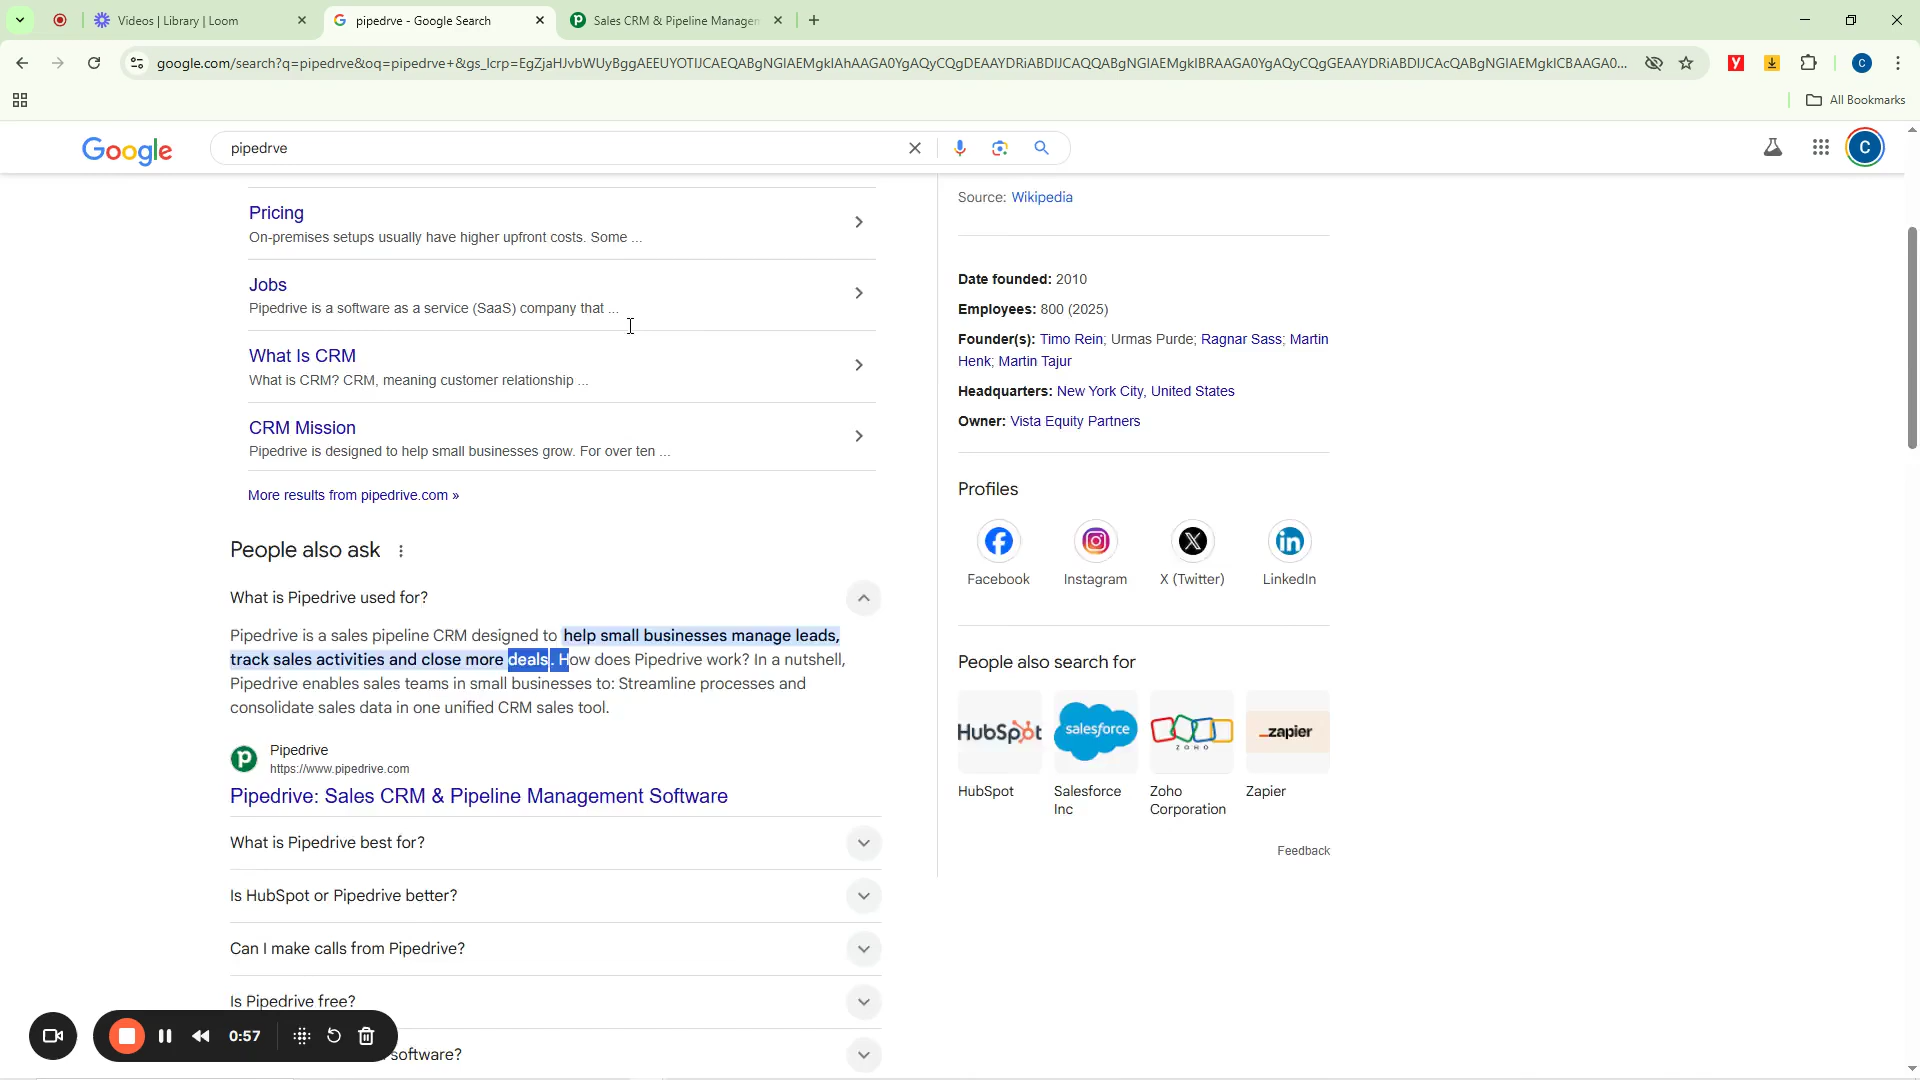 Videos | Library | Loom
pipedrve - Google Search
Sales CRM & Pipeline Managen
google.com/search?q=pipedrve&oq=pipedrve+&gs_lcrp=EgZjaHJvbWUyBggAEEUYOTIJCAEQABgNGIAEMgkIAhAAGA0YgAQyCQgDEAAYDRiABDIJCAQQABgNGIAEMgkIBRAAGA0YgAQyCQgGEAAYDRiABDIJCAcQABgNGIAEMgkICBAAGA0...
C
All Bookmarks
Google
pipedrve
C
Pricing
On-premises setups usually have higher upfront costs. Some ...
Jobs
Pipedrive is a software as a service (SaaS) company that ...
What Is CRM
What is CRM? CRM, meaning customer relationship ...
CRM Mission
Pipedrive is designed to help small businesses grow. For over ten ...
More results from pipedrive.com »
People also ask
What is Pipedrive used for?
Pipedrive is a sales pipeline CRM designed to help small businesses manage leads,
track sales activities and close more deals. How does Pipedrive work? In a nutshell,
Pipedrive enables sales teams in small businesses to: Streamline processes and
consolidate sales data in one unified CRM sales tool.
Pipedrive
https://www.pipedrive.com
Pipedrive: Sales CRM & Pipeline Management Software
What is Pipedrive best for?
Is HubSpot or Pipedrive better?
Can I make calls from Pipedrive?
Is Pipedrive free?
software?
0:57
Source: Wikipedia
Date founded: 2010
Employees: 800 (2025)
Founder(s): Timo Rein; Urmas Purde; Ragnar Sass; Martin
Henk; Martin Tajur
Headquarters: New York City, United States
Owner: Vista Equity Partners
Profiles
Facebook
Instagram
X (Twitter)
LinkedIn
People also search for
HubSpot
salesforce
ZOHO
zapier
HubSpot
Salesforce
Inc
Zoho
Corporation
Zapier
Feedback